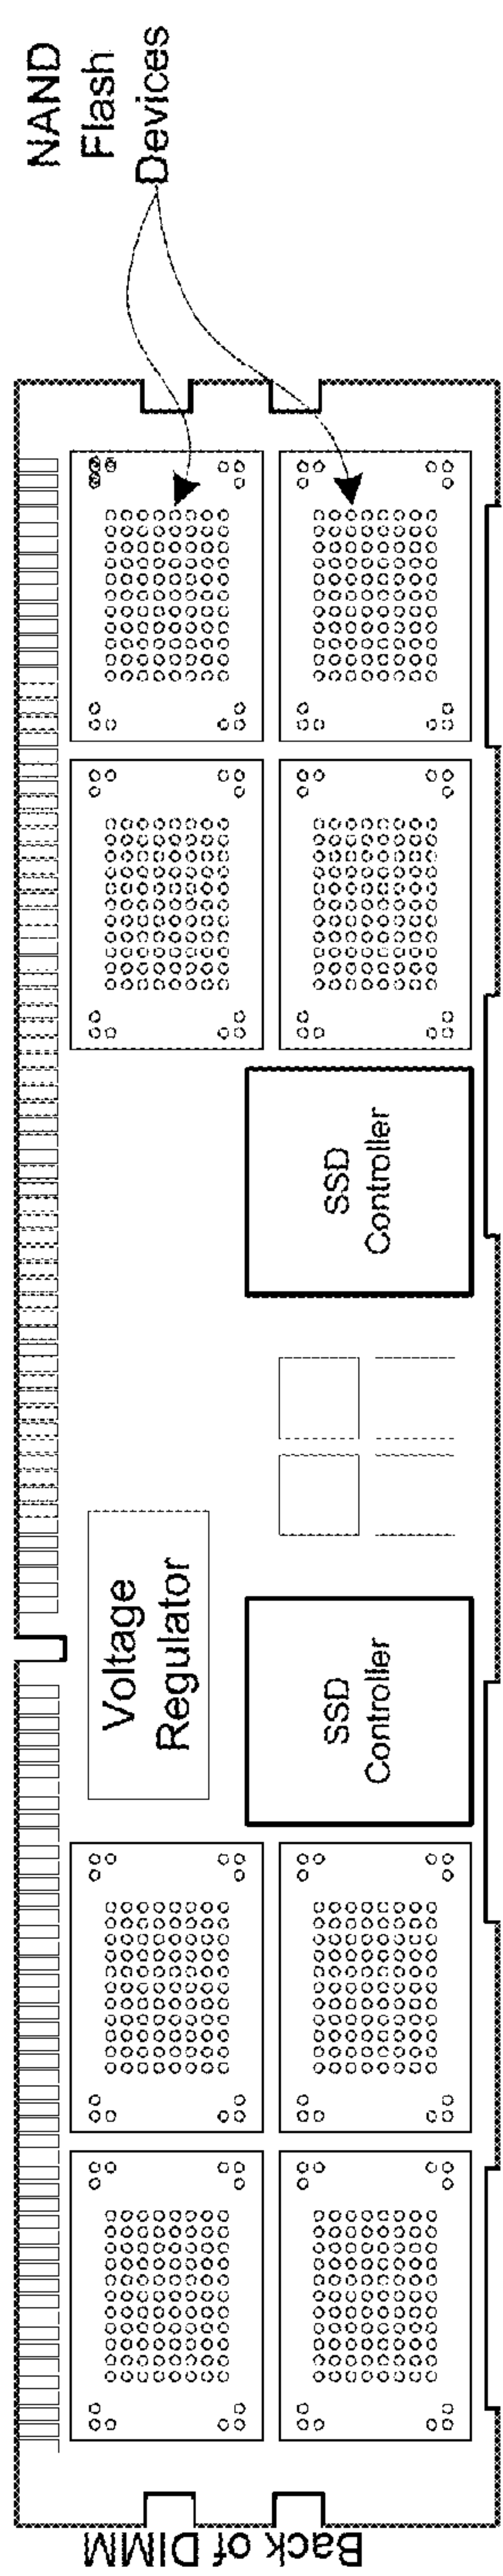 NAND
Flash
Devices
SSD
Controller
Voltage
Regulator
SSD
Controller
Back of DIMM